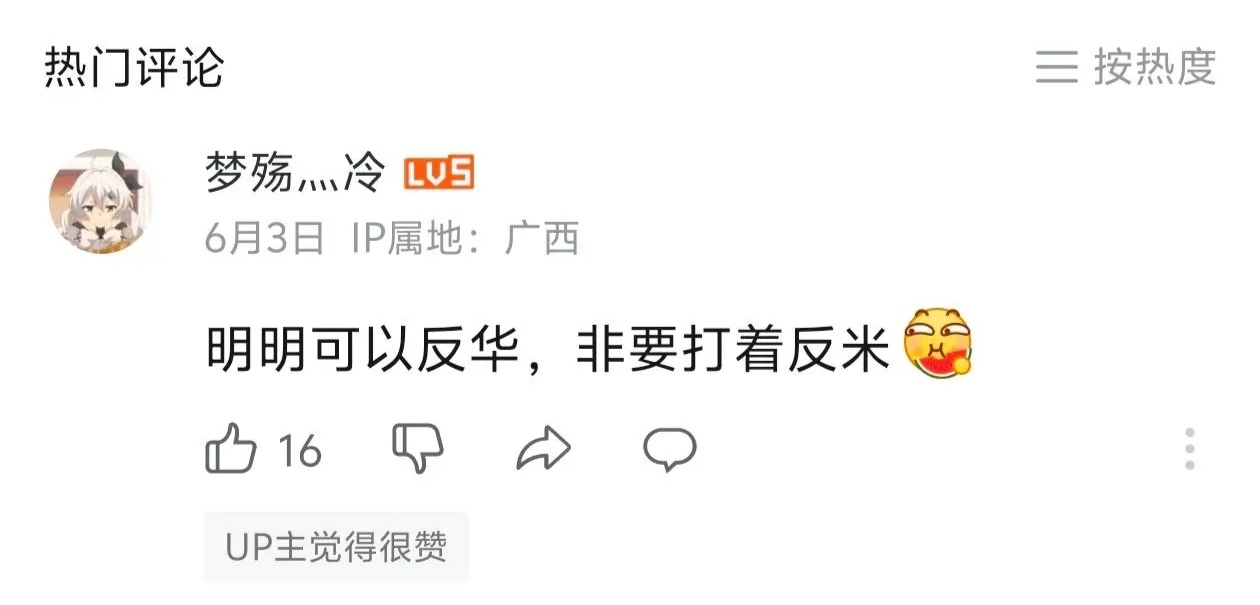 热门评论
按热度
梦殇灬冷 LV5
6月3日 IP属地：广西
明明可以反华，非要打着反米
16
UP主觉得很赞